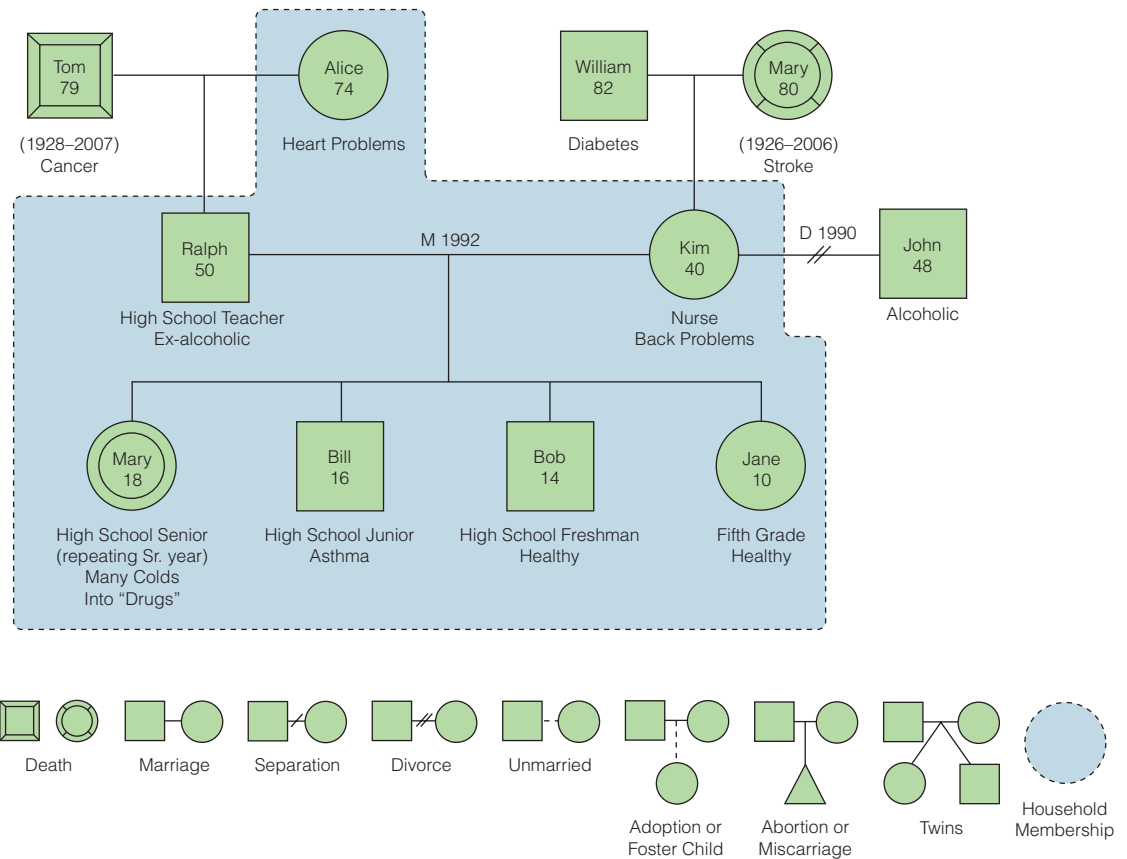 Tom
79
(1928–2007)
Cancer
Alice
74
Heart Problems
William
82
Diabetes
Mary
80
(1926–2006)
Stroke
Ralph
50
High School Teacher
Ex-alcoholic
M 1992
Kim
40
Nurse
Back Problems
D 1990
John
48
Alcoholic
Mary
18
High School Senior
(repeating Sr. year)
Many Colds
Into “Drugs”
Bill
16
High School Junior
Asthma
Bob
14
High School Freshman
Healthy
Jane
10
Fifth Grade
Healthy
Death
Marriage
Separation
Divorce
Unmarried
Adoption or
Foster Child
Abortion or
Miscarriage
Twins
Household
Membership